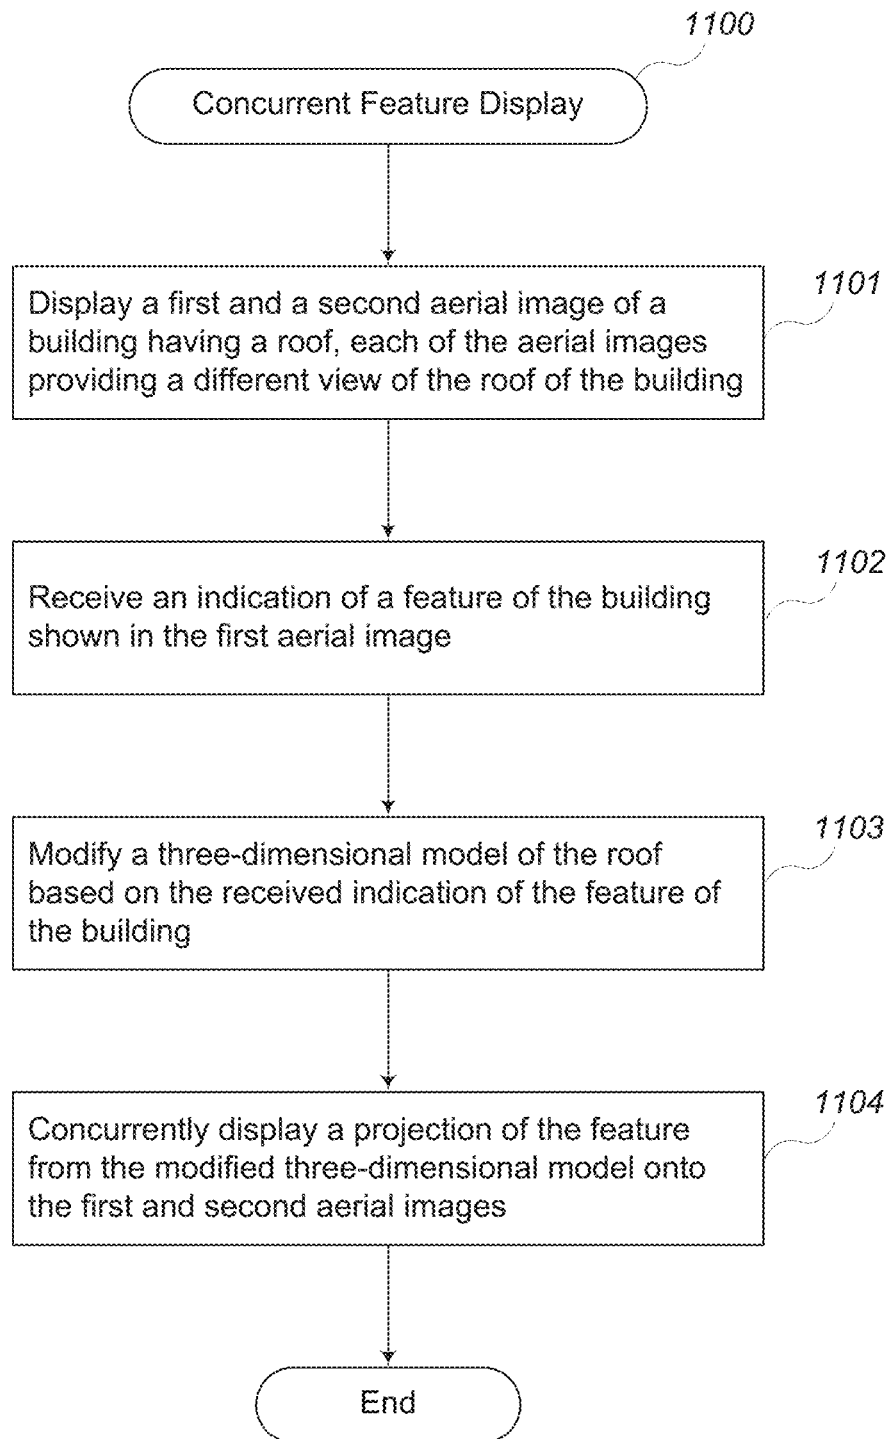 1100
Concurrent Feature Display
1101
Display a first and a second aerial image of a
building having a roof, each of the aerial images
providing a different view of the roof of the building
1102
Receive an indication of a feature of the building
shown in the first aerial image
1103
Modify a three-dimensional model of the roof
based on the received indication of the feature of
the building
1104
Concurrently display a projection of the feature
from the modified three-dimensional model onto
the first and second aerial images
End